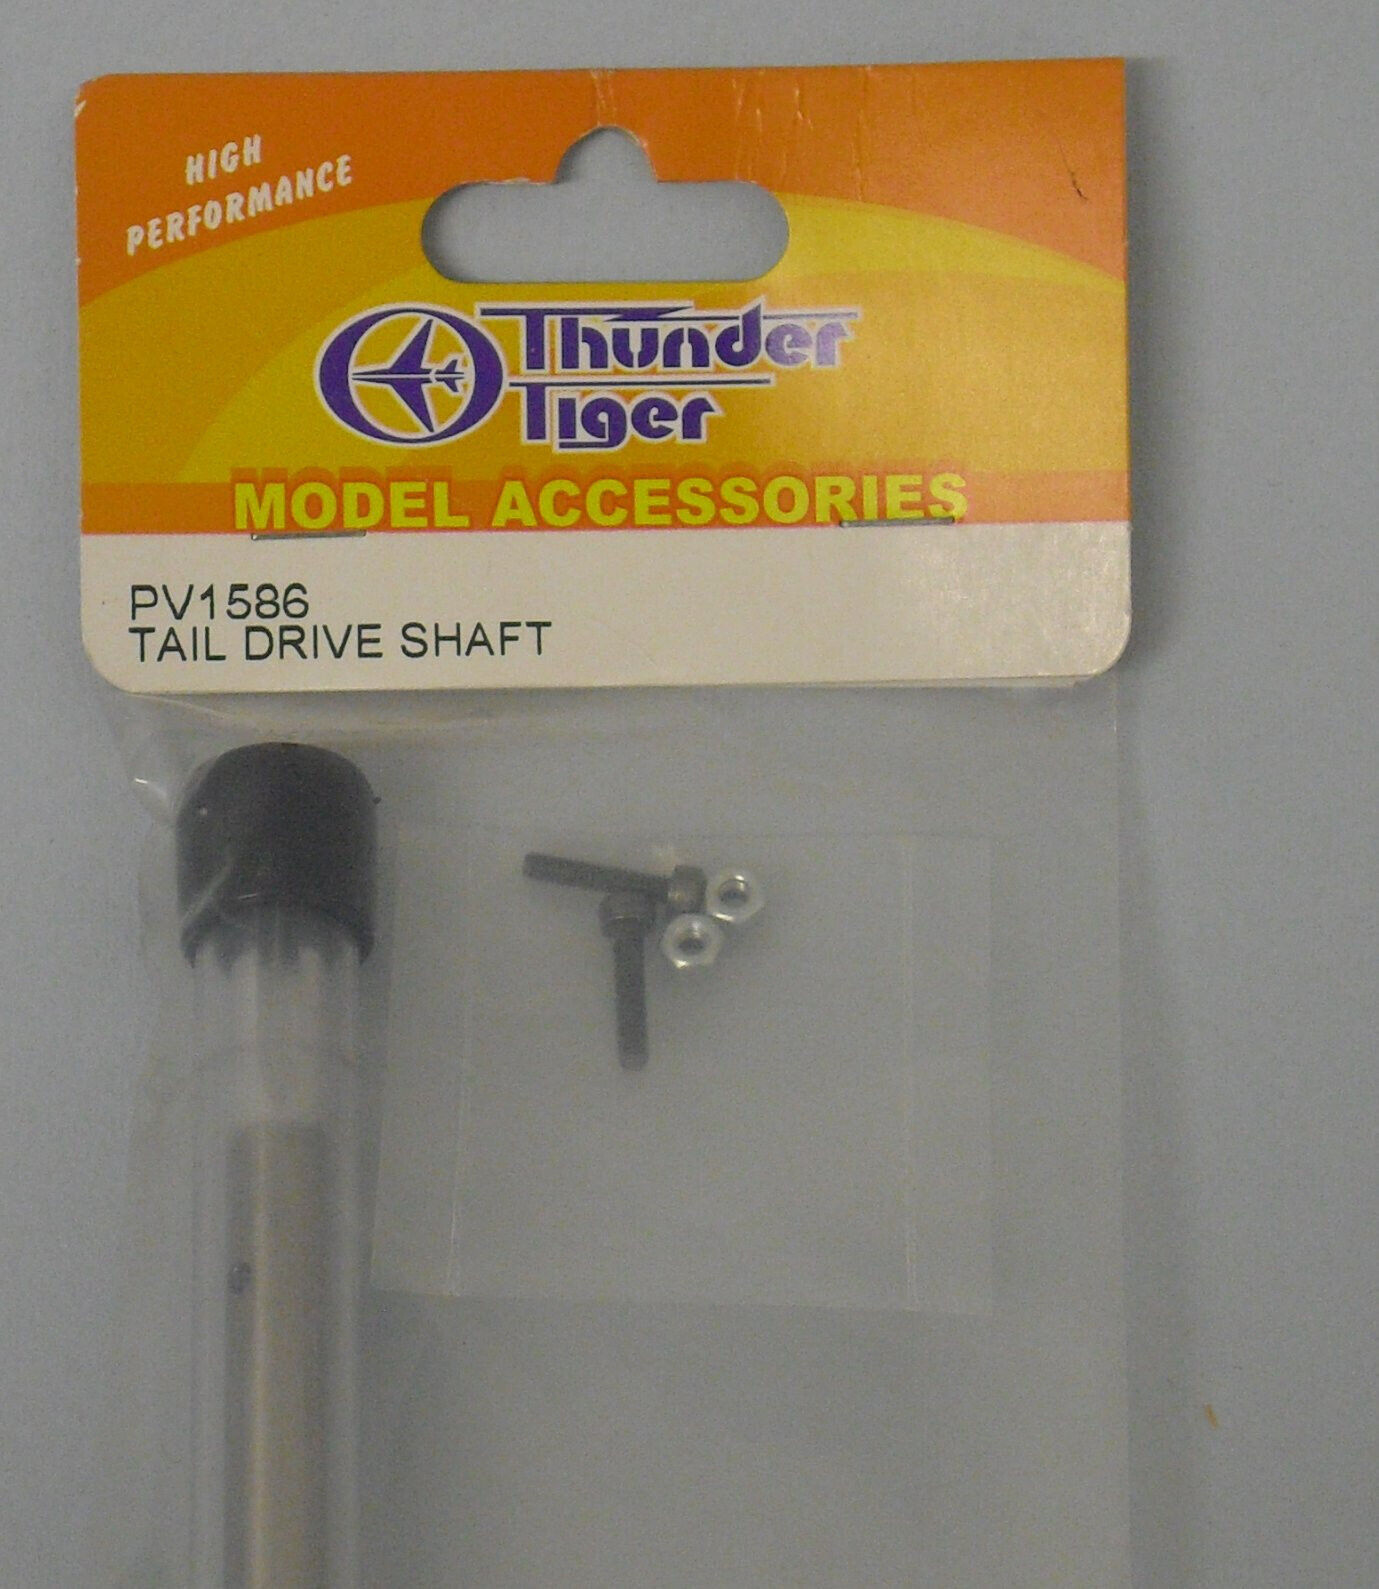 HIGH
PERFORMANCE
Thunder
Tiger
MODEL ACCESSORIES
PV1586
TAIL DRIVE SHAFT